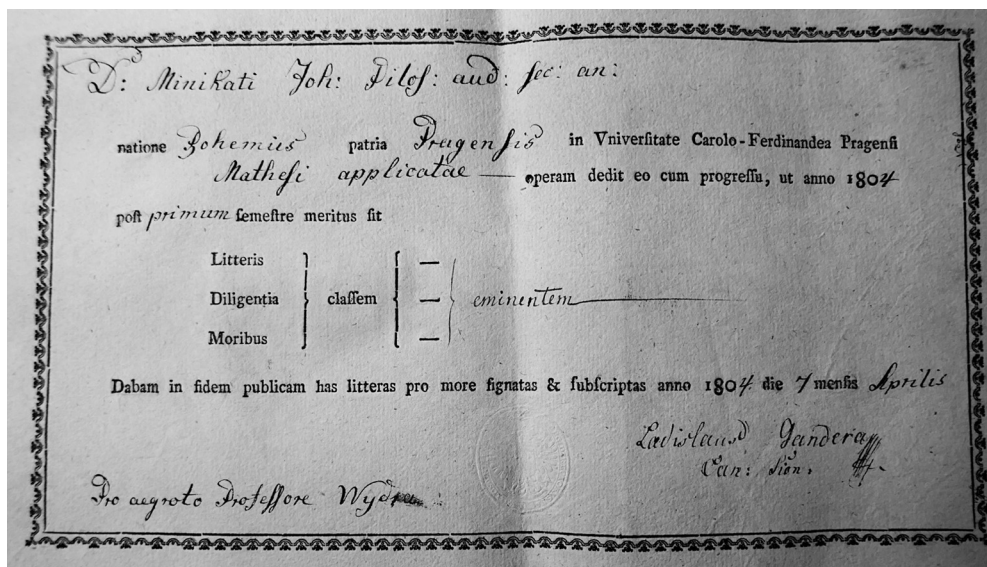 D: Minikati Joh: Filos: aud: sec: an:
natione Bohemus patria Pragensis in Vniverſitate Carolo-Ferdinandea Pragenſi
Matheſi applicatae — operam dedit eo cum progreſſu, ut anno 1804
poſt primum ſemeſtre meritus ſit
Litteris
Diligentia } claſſem { — eminentem
Moribus
Dabam in fidem publicam has litteras pro more ſignatas & ſubſcriptas anno 1804 die 7 menſis Aprilis
Ladislaus Jandera
Can: Sion.
Pro aegroto Profeſſore Wydra